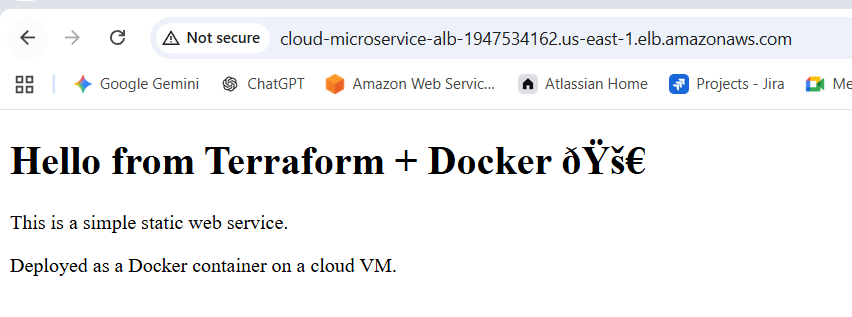 Not secure cloud-microservice-alb-1947534162.us-east-1.elb.amazonaws.com
Google Gemini ChatGPT Amazon Web Servic... Atlassian Home Projects - Jira Me
Hello from Terraform + Docker ðŸš€
This is a simple static web service.
Deployed as a Docker container on a cloud VM.